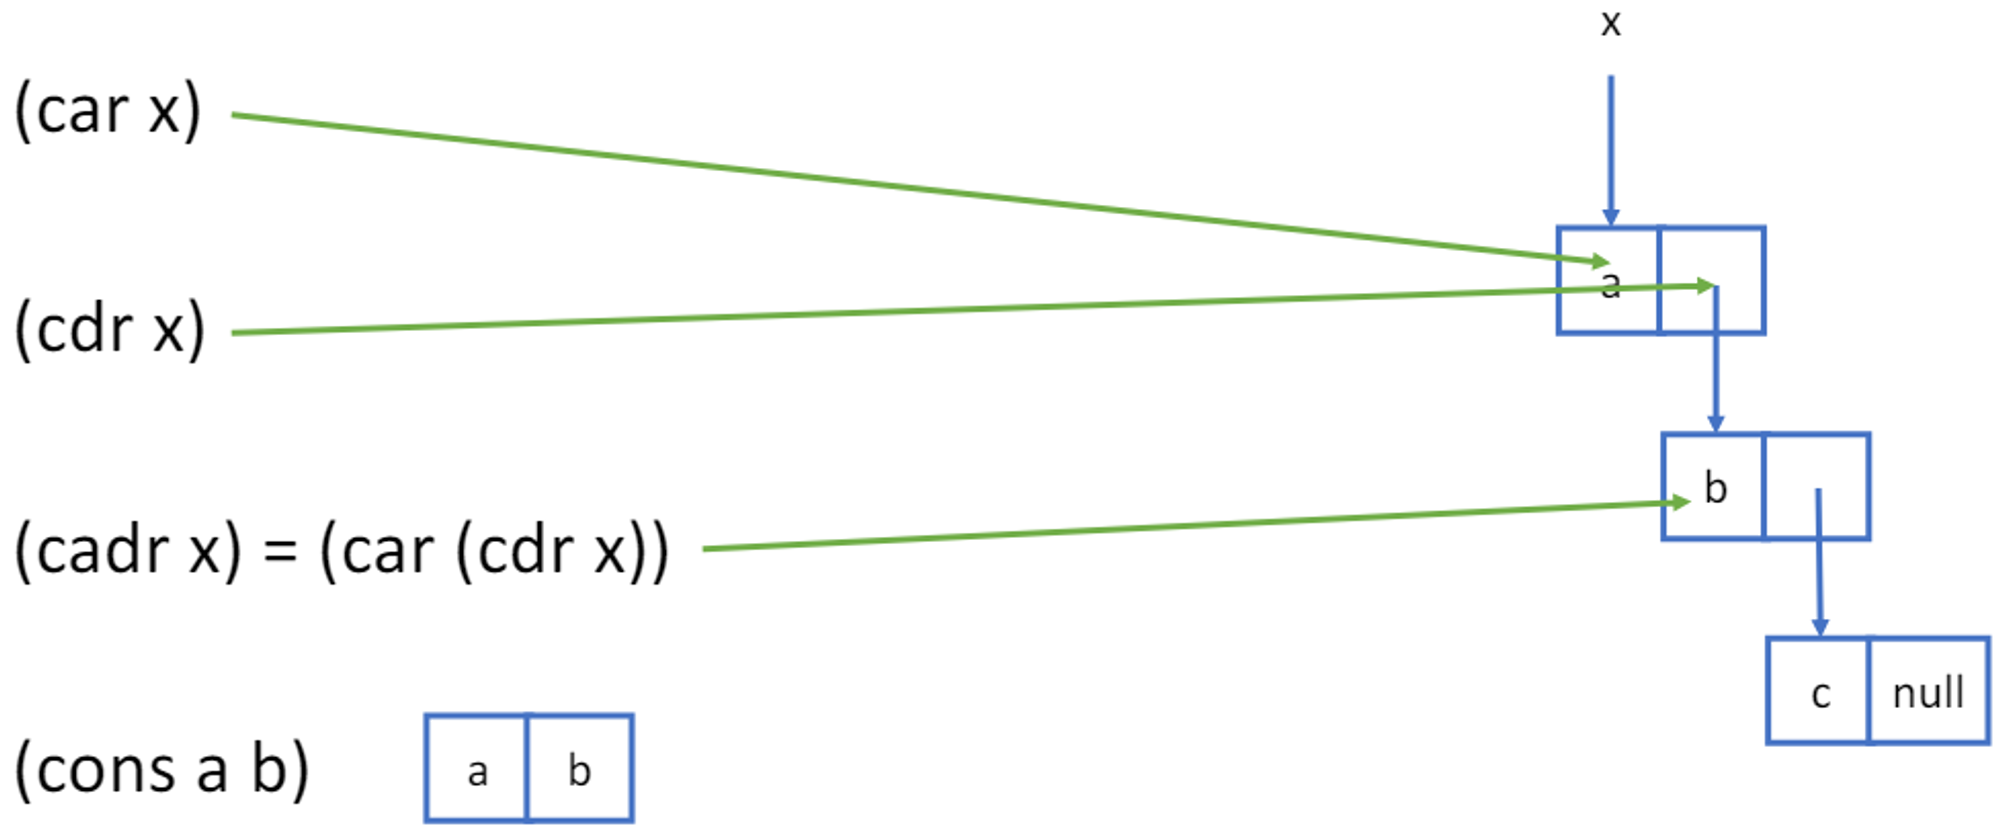 x
(car x)
a
(cdr x)
b
(cadr x) = (car (cdr x))
c null
(cons a b) a b